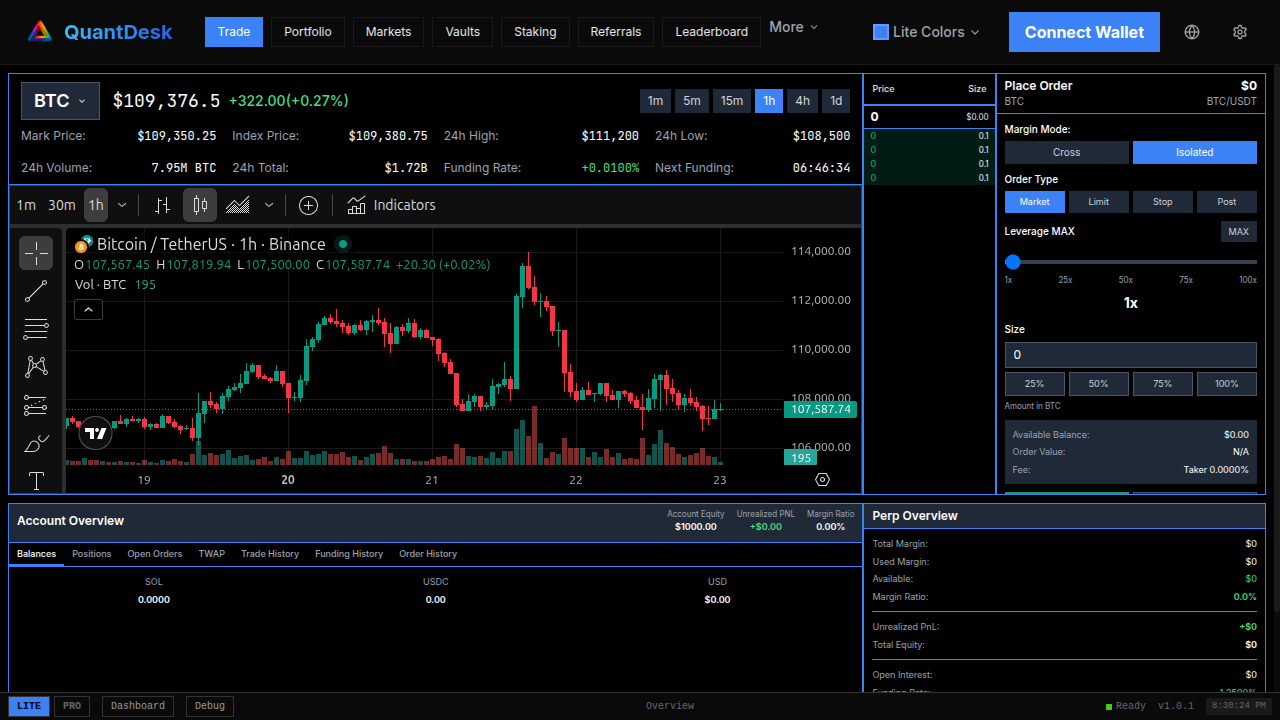 QuantDesk Trade Portfolio Markets Vaults Staking Referrals Leaderboard More Lite Colors Connect Wallet
BTC $109,376.5 +322.00(+0.27%) 1m 5m 15m 1h 4h 1d
Mark Price: $109,350.25 Index Price: $109,380.75 24h High: $111,200 24h Low: $108,500
24h Volume: 7.95M BTC 24h Total: $1.72B Funding Rate: +0.0100% Next Funding: 06:46:34
1m 30m 1h Indicators
Bitcoin / TetherUS · 1h · Binance
O107,567.45 H107,819.94 L107,500.00 C107,587.74 +20.30 (+0.02%)
Vol · BTC 195
114,000.00
112,000.00
110,000.00
108,000.00
107,587.74
106,000.00
195
19 20 21 22 23
Price Size
0 $0.00
0 0.1
0 0.1
0 0.1
0 0.1
Place Order $0
BTC BTC/USDT
Margin Mode:
Cross Isolated
Order Type
Market Limit Stop Post
Leverage MAX MAX
1x 25x 50x 75x 100x
1x
Size
0
25% 50% 75% 100%
Amount in BTC
Available Balance: $0.00
Order Value: N/A
Fee: Taker 0.0000%
Account Overview
Account Equity Unrealized PNL Margin Ratio
$1000.00 +$0.00 0.00%
Balances Positions Open Orders TWAP Trade History Funding History Order History
SOL USDC USD
0.0000 0.00 $0.00
Perp Overview
Total Margin: $0
Used Margin: $0
Available: $0
Margin Ratio: 0.0%
Unrealized PnL: +$0
Total Equity: $0
Open Interest: $0
Funding Rate: 1.2500%
LITE PRO Dashboard Debug Overview Ready v1.0.1 8:30:24 PM